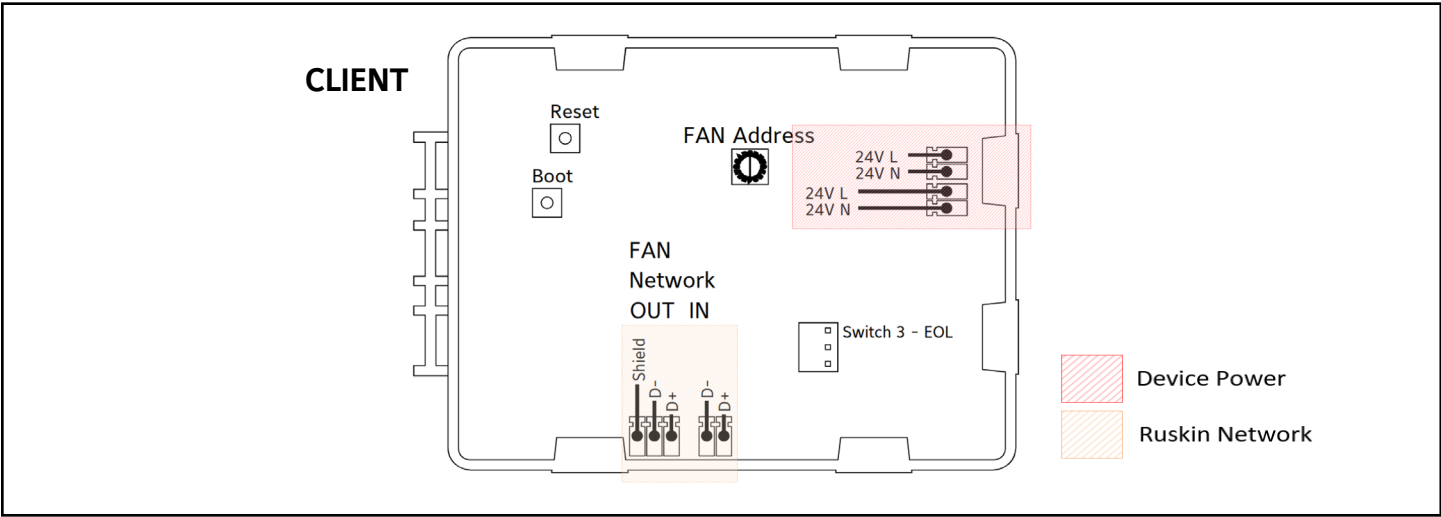 CLIENT
Reset
FAN Address
Boot
24V L
24V N
24V L
24V N
FAN
Network
OUT IN
Switch 3 - EOL
Shield
D-
D+
D-
D+
Device Power
Ruskin Network